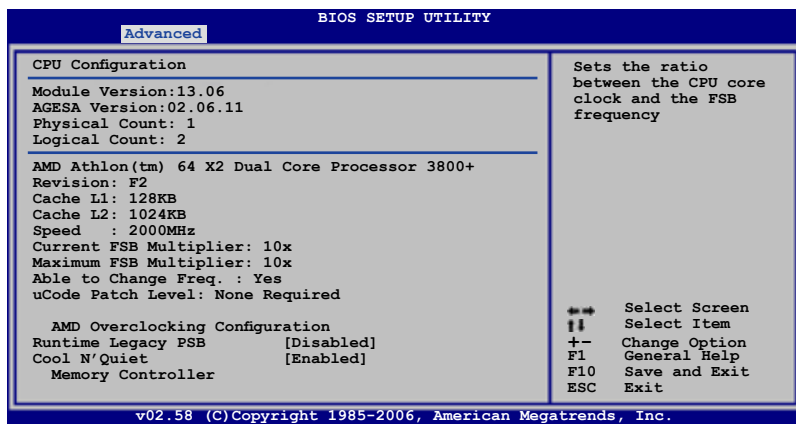 BIOS SETUP UTILITY
Advanced
CPU Configuration
Module Version:13.06
AGESA Version:02.06.11
Physical Count: 1
Logical Count: 2
AMD Athlon(tm) 64 X2 Dual Core Processor 3800+
Revision: F2
Cache L1: 128KB
Cache L2: 1024KB
Speed   : 2000MHz
Current FSB Multiplier: 10x
Maximum FSB Multiplier: 10x
Able to Change Freq. : Yes
uCode Patch Level: None Required
AMD Overclocking Configuration
Runtime Legacy PSB [Disabled]
Cool N'Quiet [Enabled]
Memory Controller
Sets the ratio
between the CPU core
clock and the FSB
frequency
←→ Select Screen
↑↓ Select Item
+- Change Option
F1 General Help
F10 Save and Exit
ESC Exit
v02.58 (C)Copyright 1985-2006, American Megatrends, Inc.